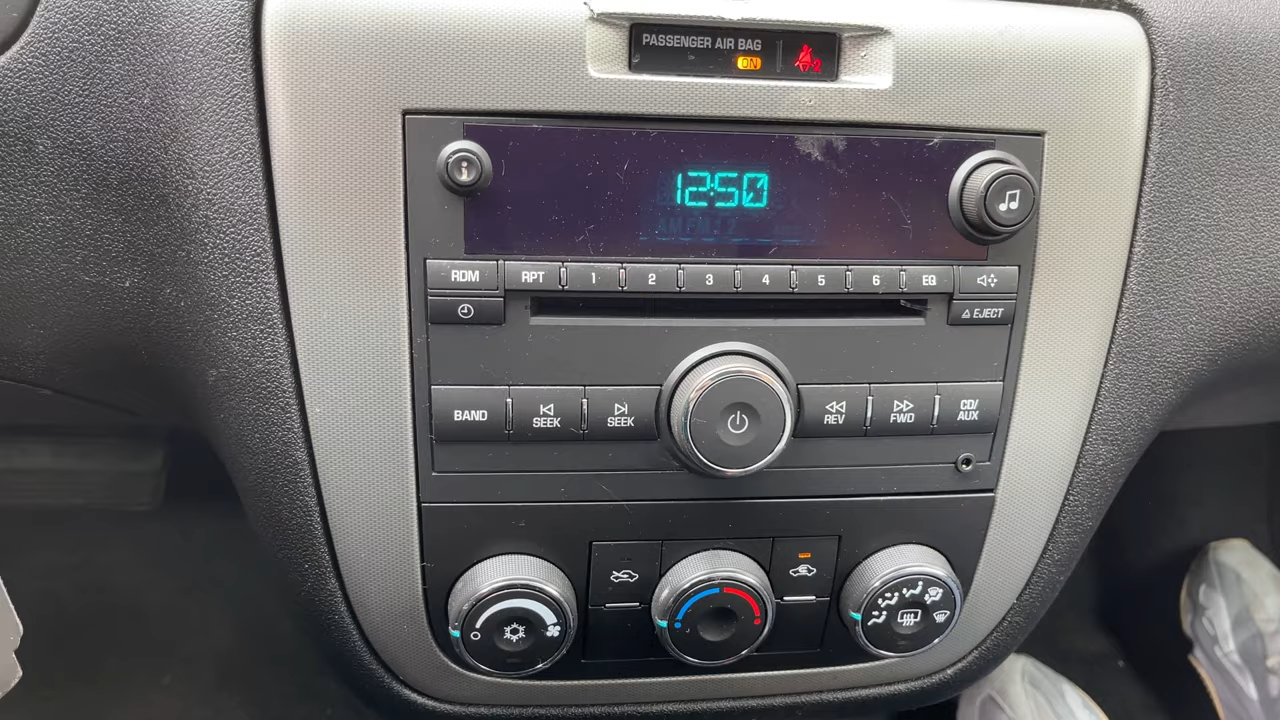 PASSENGER AIR BAG
ON
2
i
12:50
RDM
RPT
1
2
3
4
5
6
EQ
EJECT
BAND
SEEK
SEEK
REV
FWD
CD/
AUX